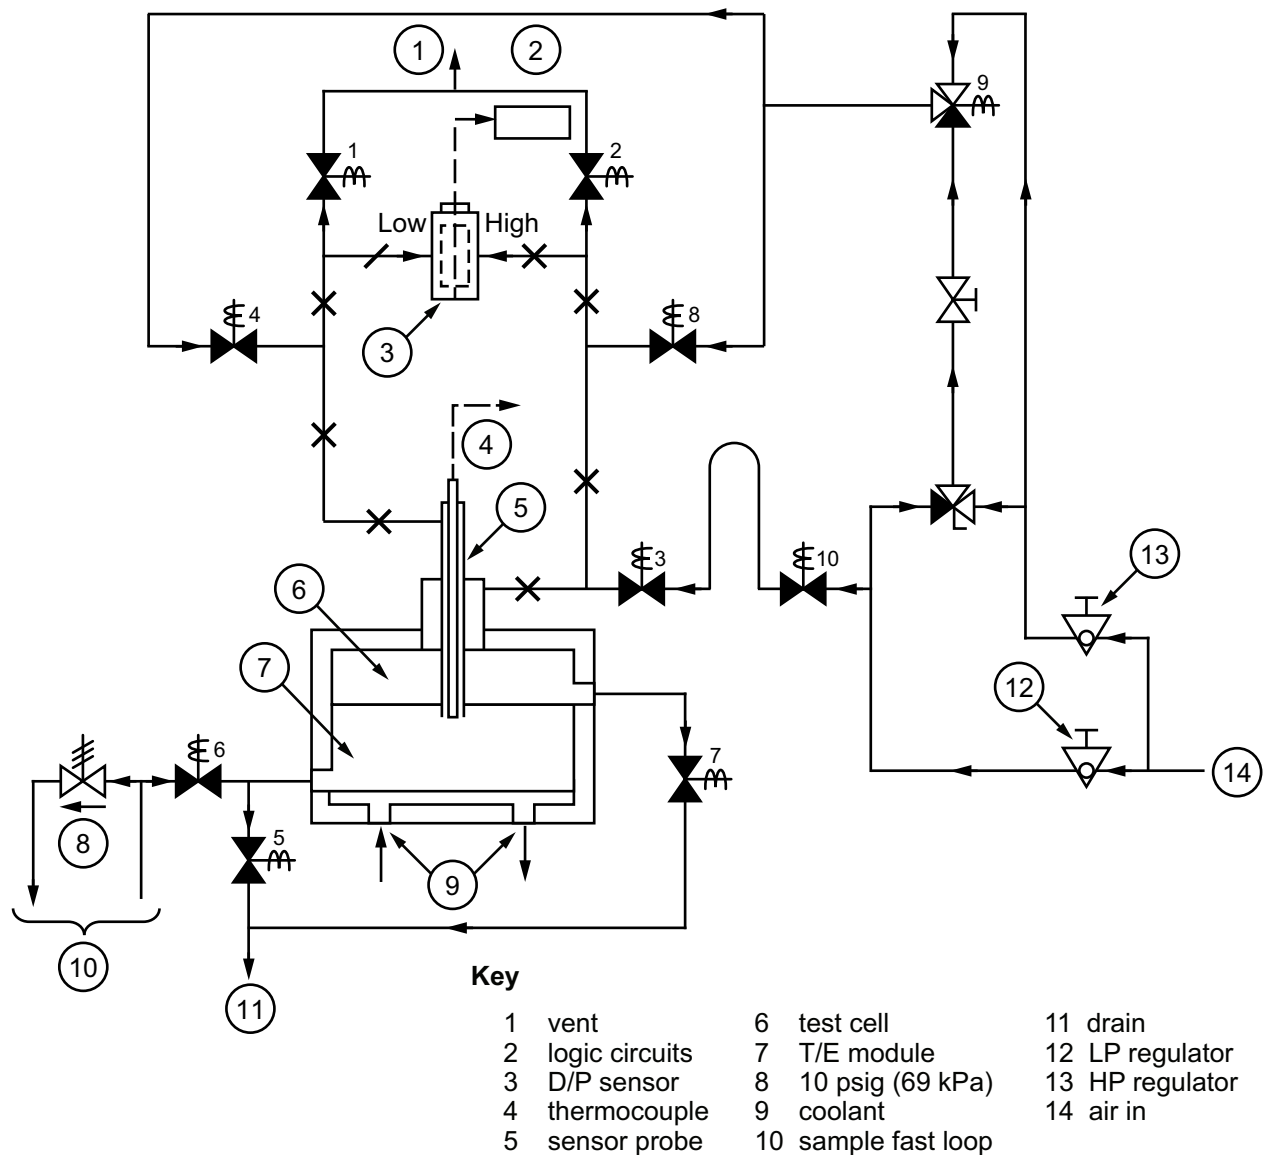 9
1 2
1 2
Low High
4 8
3
4
5
3 10
13
6
7
12
6
7
14
8
5
9
10
11
Key
1 vent
2 logic circuits
3 D/P sensor
4 thermocouple
5 sensor probe
6 test cell
7 T/E module
8 10 psig (69 kPa)
9 coolant
10 sample fast loop
11 drain
12 LP regulator
13 HP regulator
14 air in